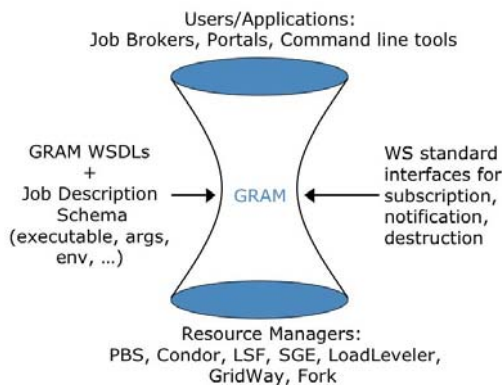 Users/Applications:
Job Brokers, Portals, Command line tools
GRAM WSDLs
+
Job Description
Schema
(executable, args,
env, ...)
GRAM
WS standard
interfaces for
subscription,
notification,
destruction
Resource Managers:
PBS, Condor, LSF, SGE, LoadLeveler,
GridWay, Fork